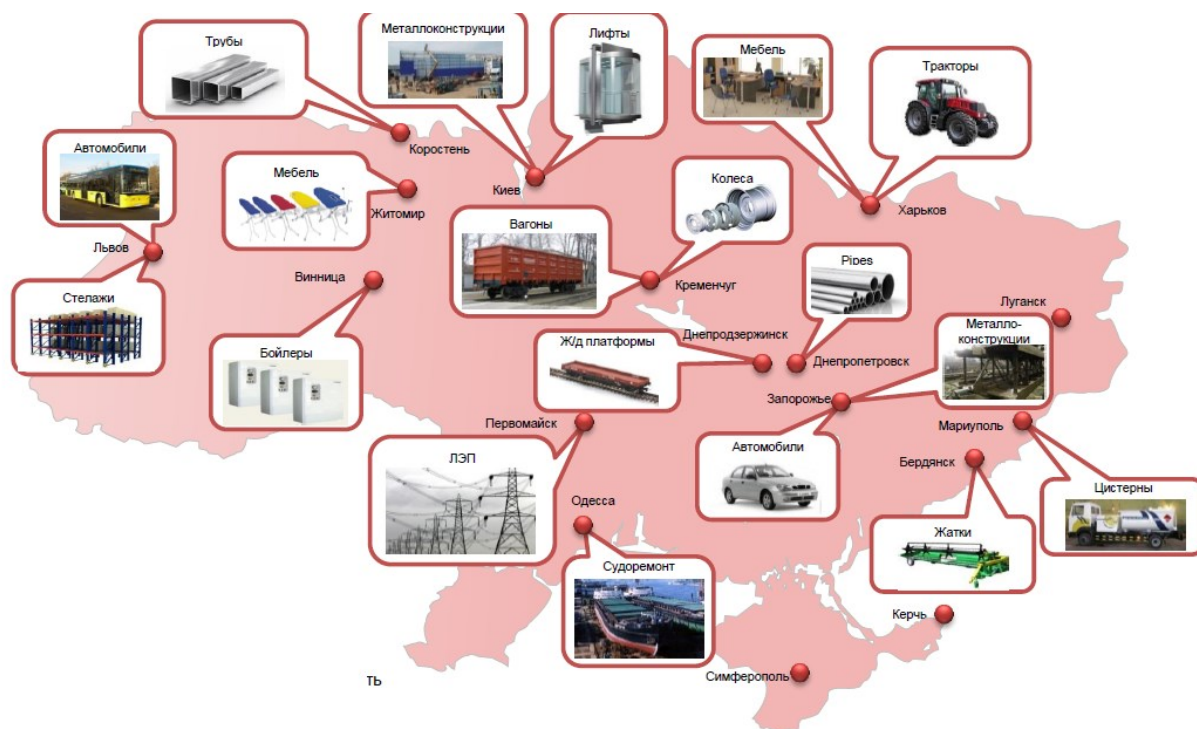 Трубы
Металлоконструкции
Лифты
Мебель
Тракторы
Коростень
Автомобили
Мебель
Киев
Колеса
Житомир
Харьков
Вагоны
Львов
Винница
Pipes
Стелажи
Кременчуг
Луганск
Днепродзержинск
Металло-
конструкции
Ж/д платформы
Бойлеры
Днепропетровск
Запорожье
Первомайск
Мариуполь
Автомобили
ЛЭП
Бердянск
Цистерны
Одесса
Жатки
Судоремонт
Керчь
Симферополь
ть